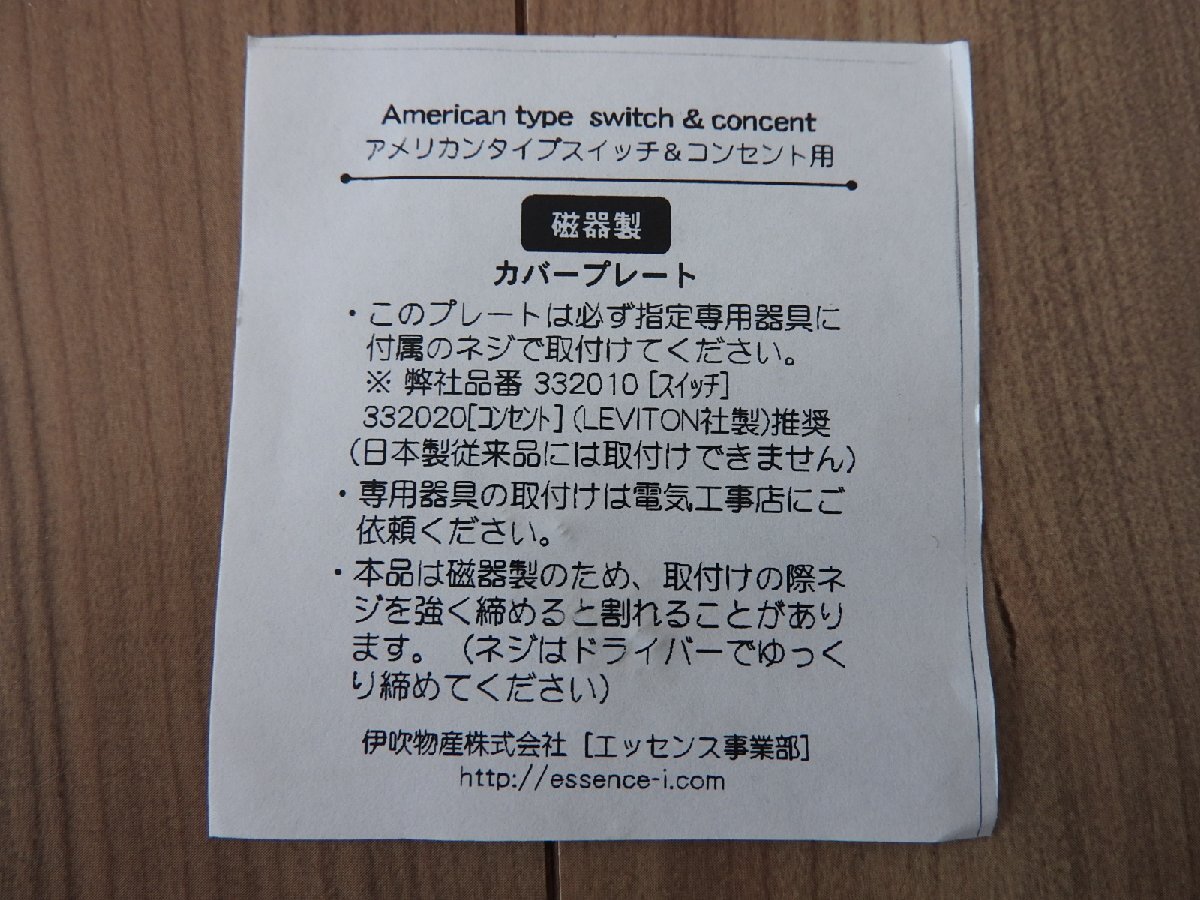 American type switch & concent
アメリカンタイプスイッチ&コンセント用
磁器製
カバープレート
・このプレートは必ず指定専用器具に
付属のネジで取付けてください。
※ 弊社品番 332010 [スイッチ]
332020[コンセント] (LEVITON社製)推奨
(日本製従来品には取付けできません)
・専用器具の取付けは電気工事店にご
依頼ください。
・本品は磁器製のため、取付けの際ネ
ジを強く締めると割れることがあり
ます。(ネジはドライバーでゆっく
り締めてください)
伊吹物産株式会社 [エッセンス事業部]
http://essence-i.com